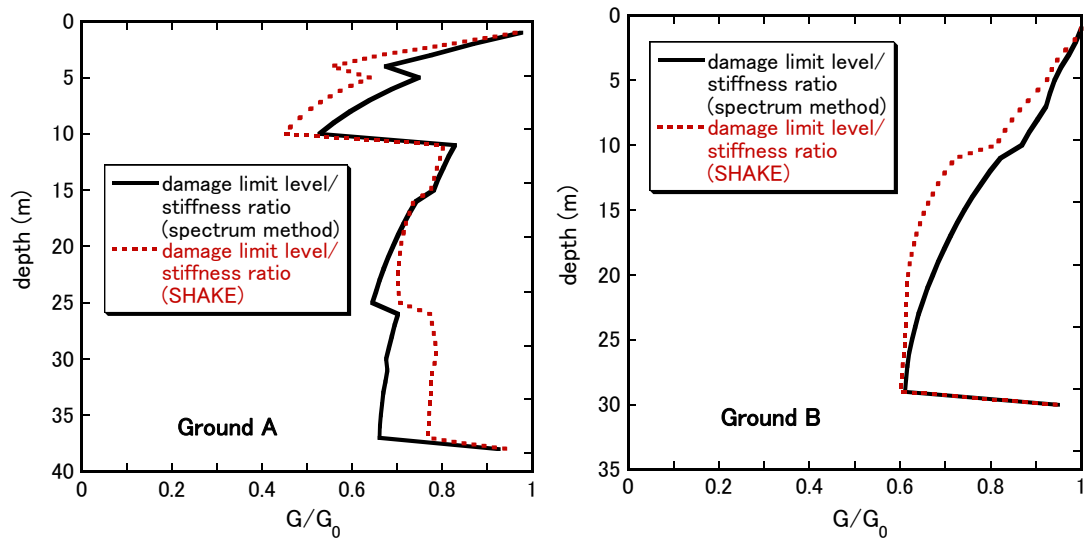 0
5
10
15
20
25
30
35
40
depth (m)
damage limit level/
stiffness ratio
(spectrum method)
damage limit level/
stiffness ratio
(SHAKE)
Ground A
0 0.2 0.4 0.6 0.8 1
G/G0
0
5
10
15
20
25
30
35
depth (m)
damage limit level/
stiffness ratio
(spectrum method)
damage limit level/
stiffness ratio
(SHAKE)
Ground B
0 0.2 0.4 0.6 0.8 1
G/G0